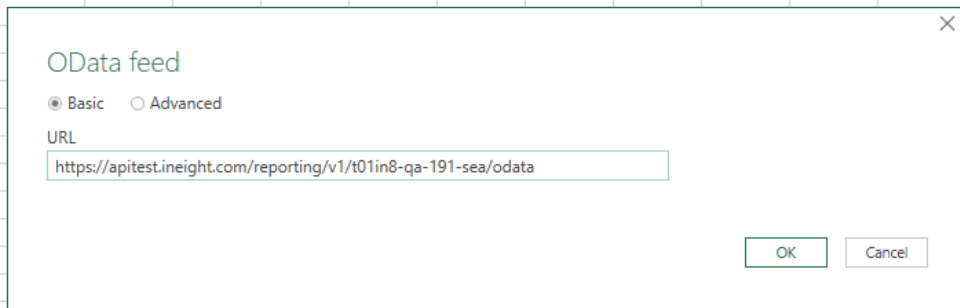 OData feed
Basic Advanced
URL
https://apitest.ineight.com/reporting/v1/t01in8-qa-191-sea/odata
OK Cancel